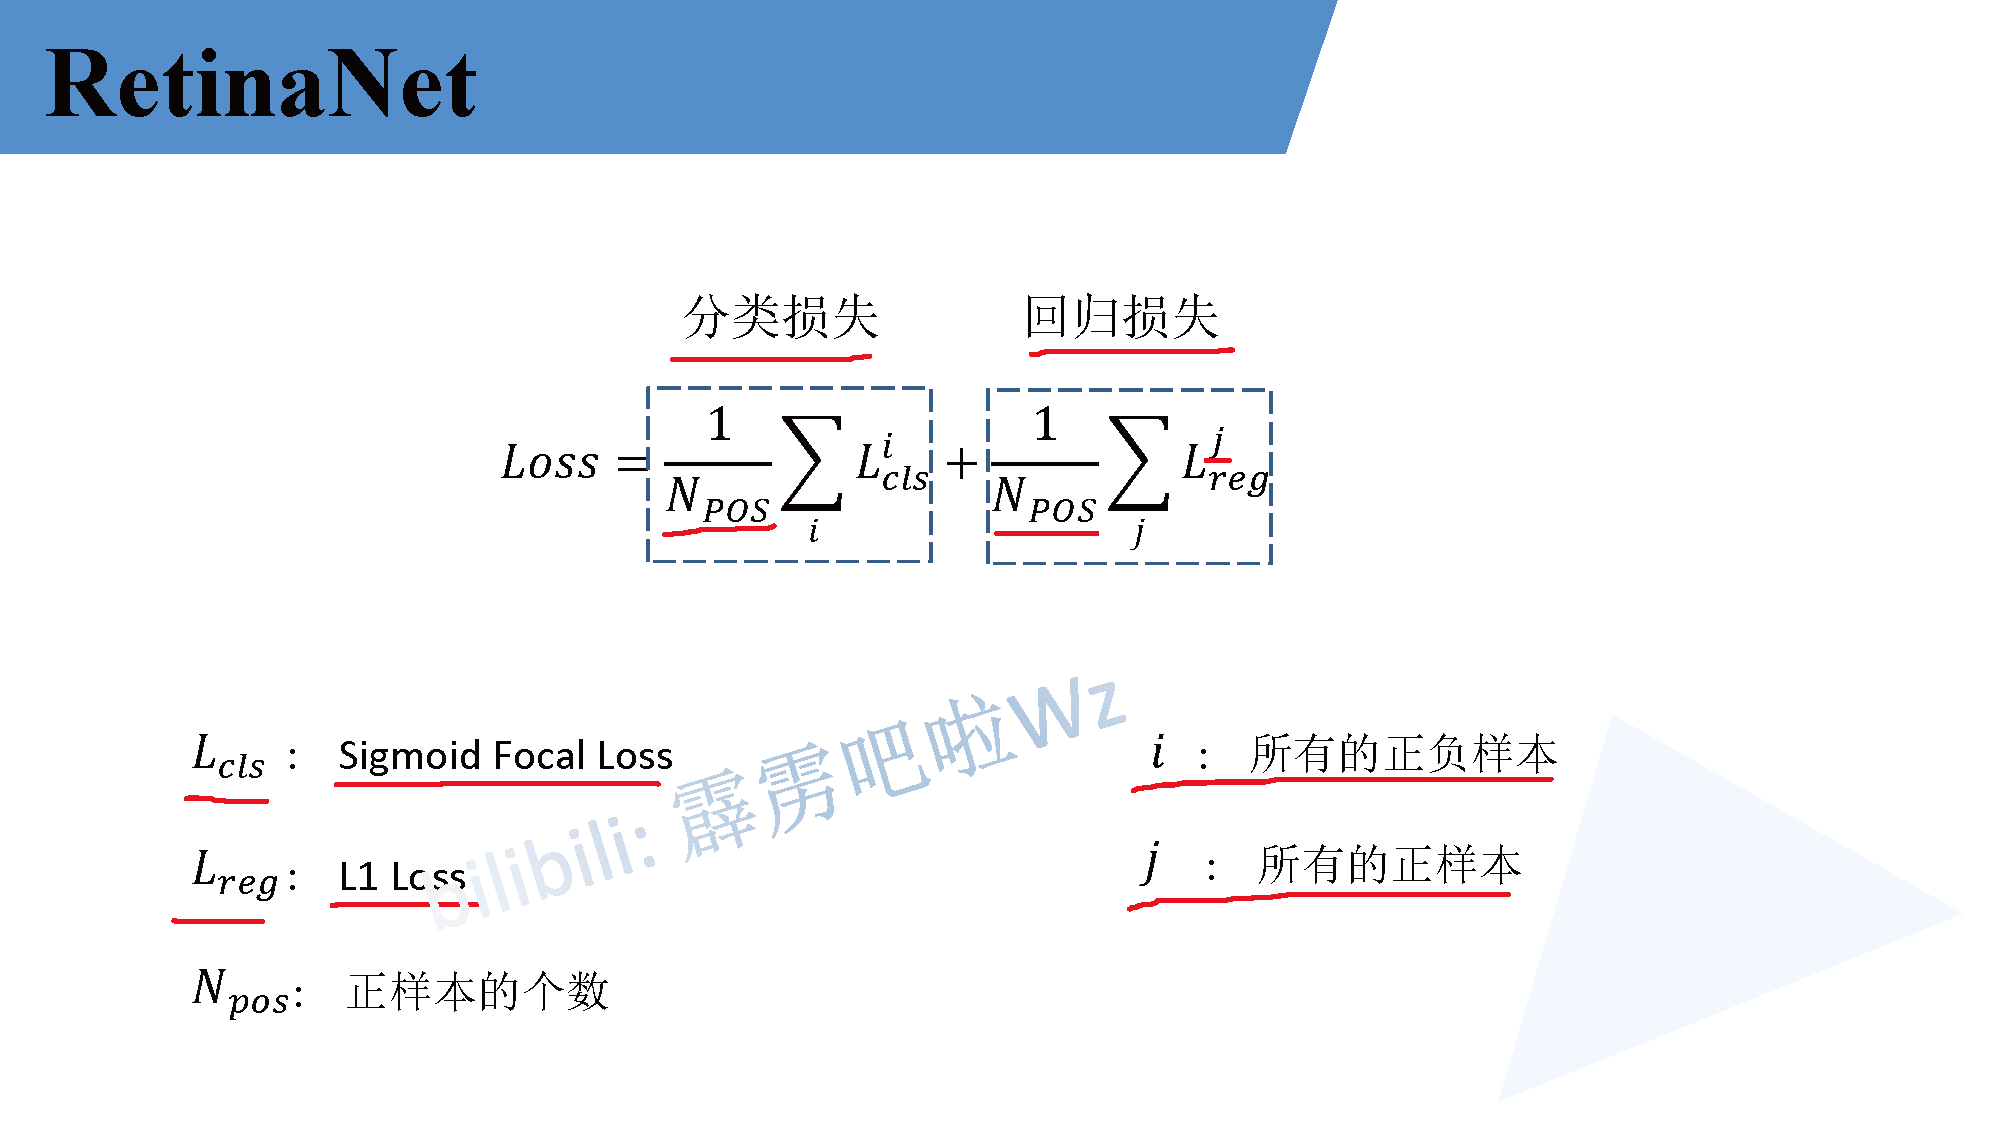 RetinaNet
分类损失 回归损失
Loss = \frac{1}{N_{POS}} \sum_i L_{cls}^i + \frac{1}{N_{POS}} \sum_j L_{reg}^j
L_{cls} : Sigmoid Focal Loss
i : 所有的正负样本
L_{reg} : L1 Loss
j : 所有的正样本
N_{pos} : 正样本的个数
bilibili: 霹雳吧啦Wz